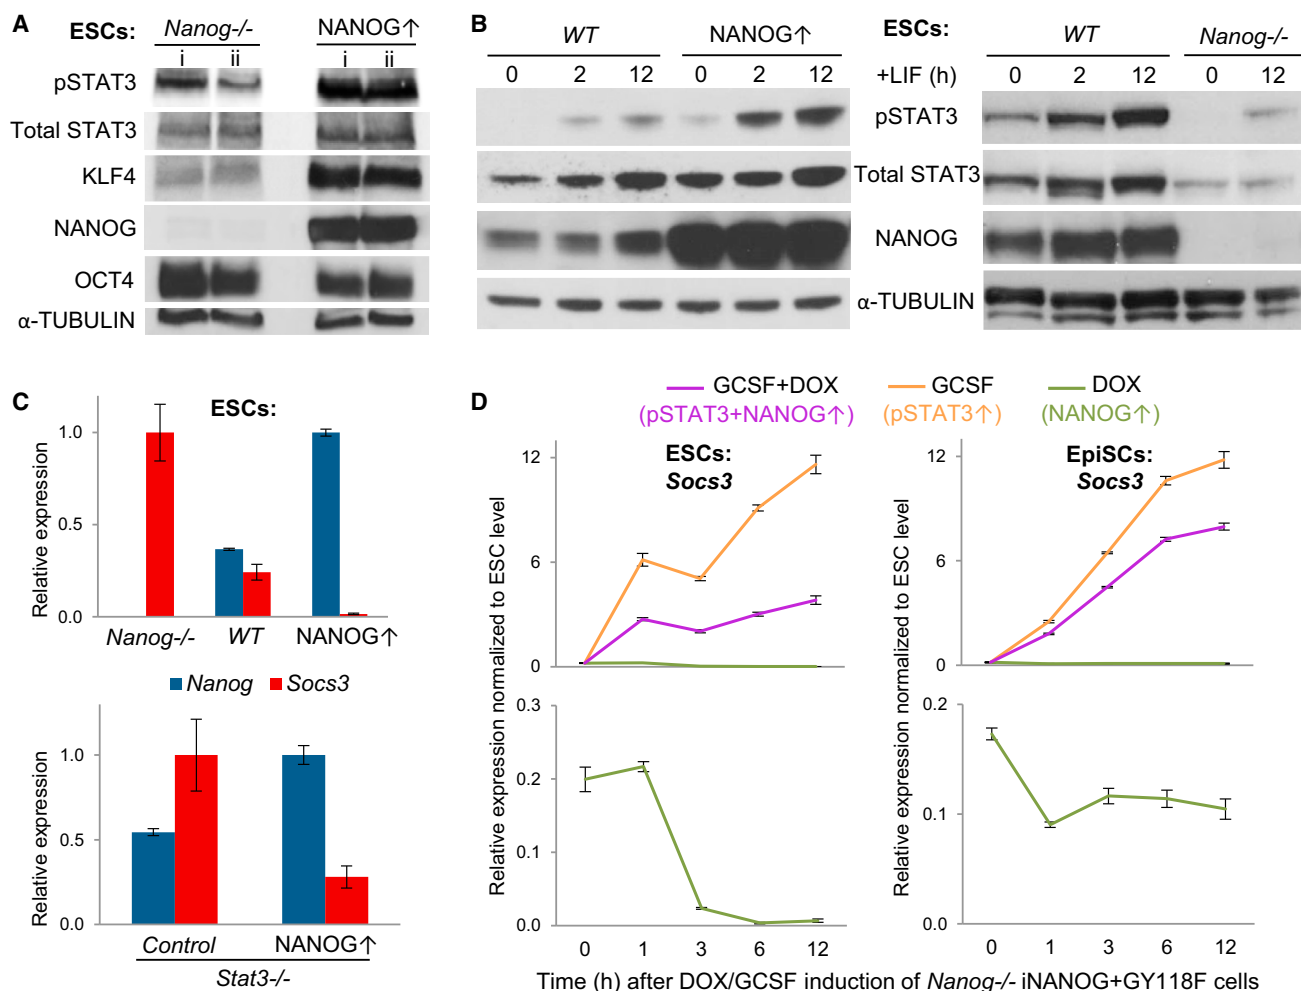 A
ESCs:
Nanog-/-
NANOG↑
i ii i ii
pSTAT3
Total STAT3
KLF4
NANOG
OCT4
α-TUBULIN
B
WT NANOG↑
0 2 12 0 2 12
ESCs:
WT Nanog-/-
+LIF (h)
0 2 12 0 12
pSTAT3
Total STAT3
NANOG
α-TUBULIN
C
ESCs:
Relative expression
1.0
0.5
0.0
Nanog-/- WT NANOG↑
Nanog Socs3
Relative expression
1.0
0.5
0.0
Control NANOG↑
Stat3-/-
D
GCSF+DOX GCSF DOX
(pSTAT3+NANOG↑) (pSTAT3↑) (NANOG↑)
ESCs:
Socs3
12
6
0
EpiSCs:
Socs3
12
6
0
Relative expression normalized to ESC level
0.3
0.2
0.1
0.0
0 1 3 6 12
Relative expression normalized to ESC level
0.2
0.1
0.0
0 1 3 6 12
Time (h) after DOX/GCSF induction of Nanog-/- iNANOG+GY118F cells